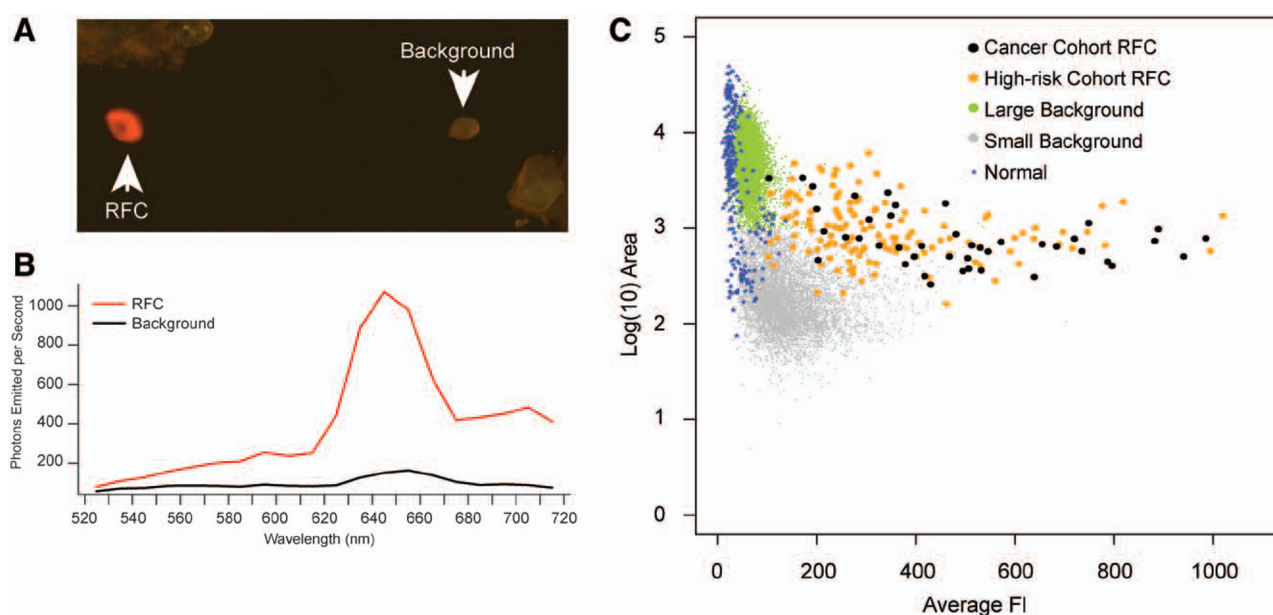 A
Background
RFC
B
RFC
Background
Photons Emitted per Second
1000
800
600
400
200
520 540 560 580 600 620 640 660 680 700 720
Wavelength (nm)
C
Cancer Cohort RFC
High-risk Cohort RFC
Large Background
Small Background
Normal
Log(10) Area
5
4
3
2
1
0
0 200 400 600 800 1000
Average FI